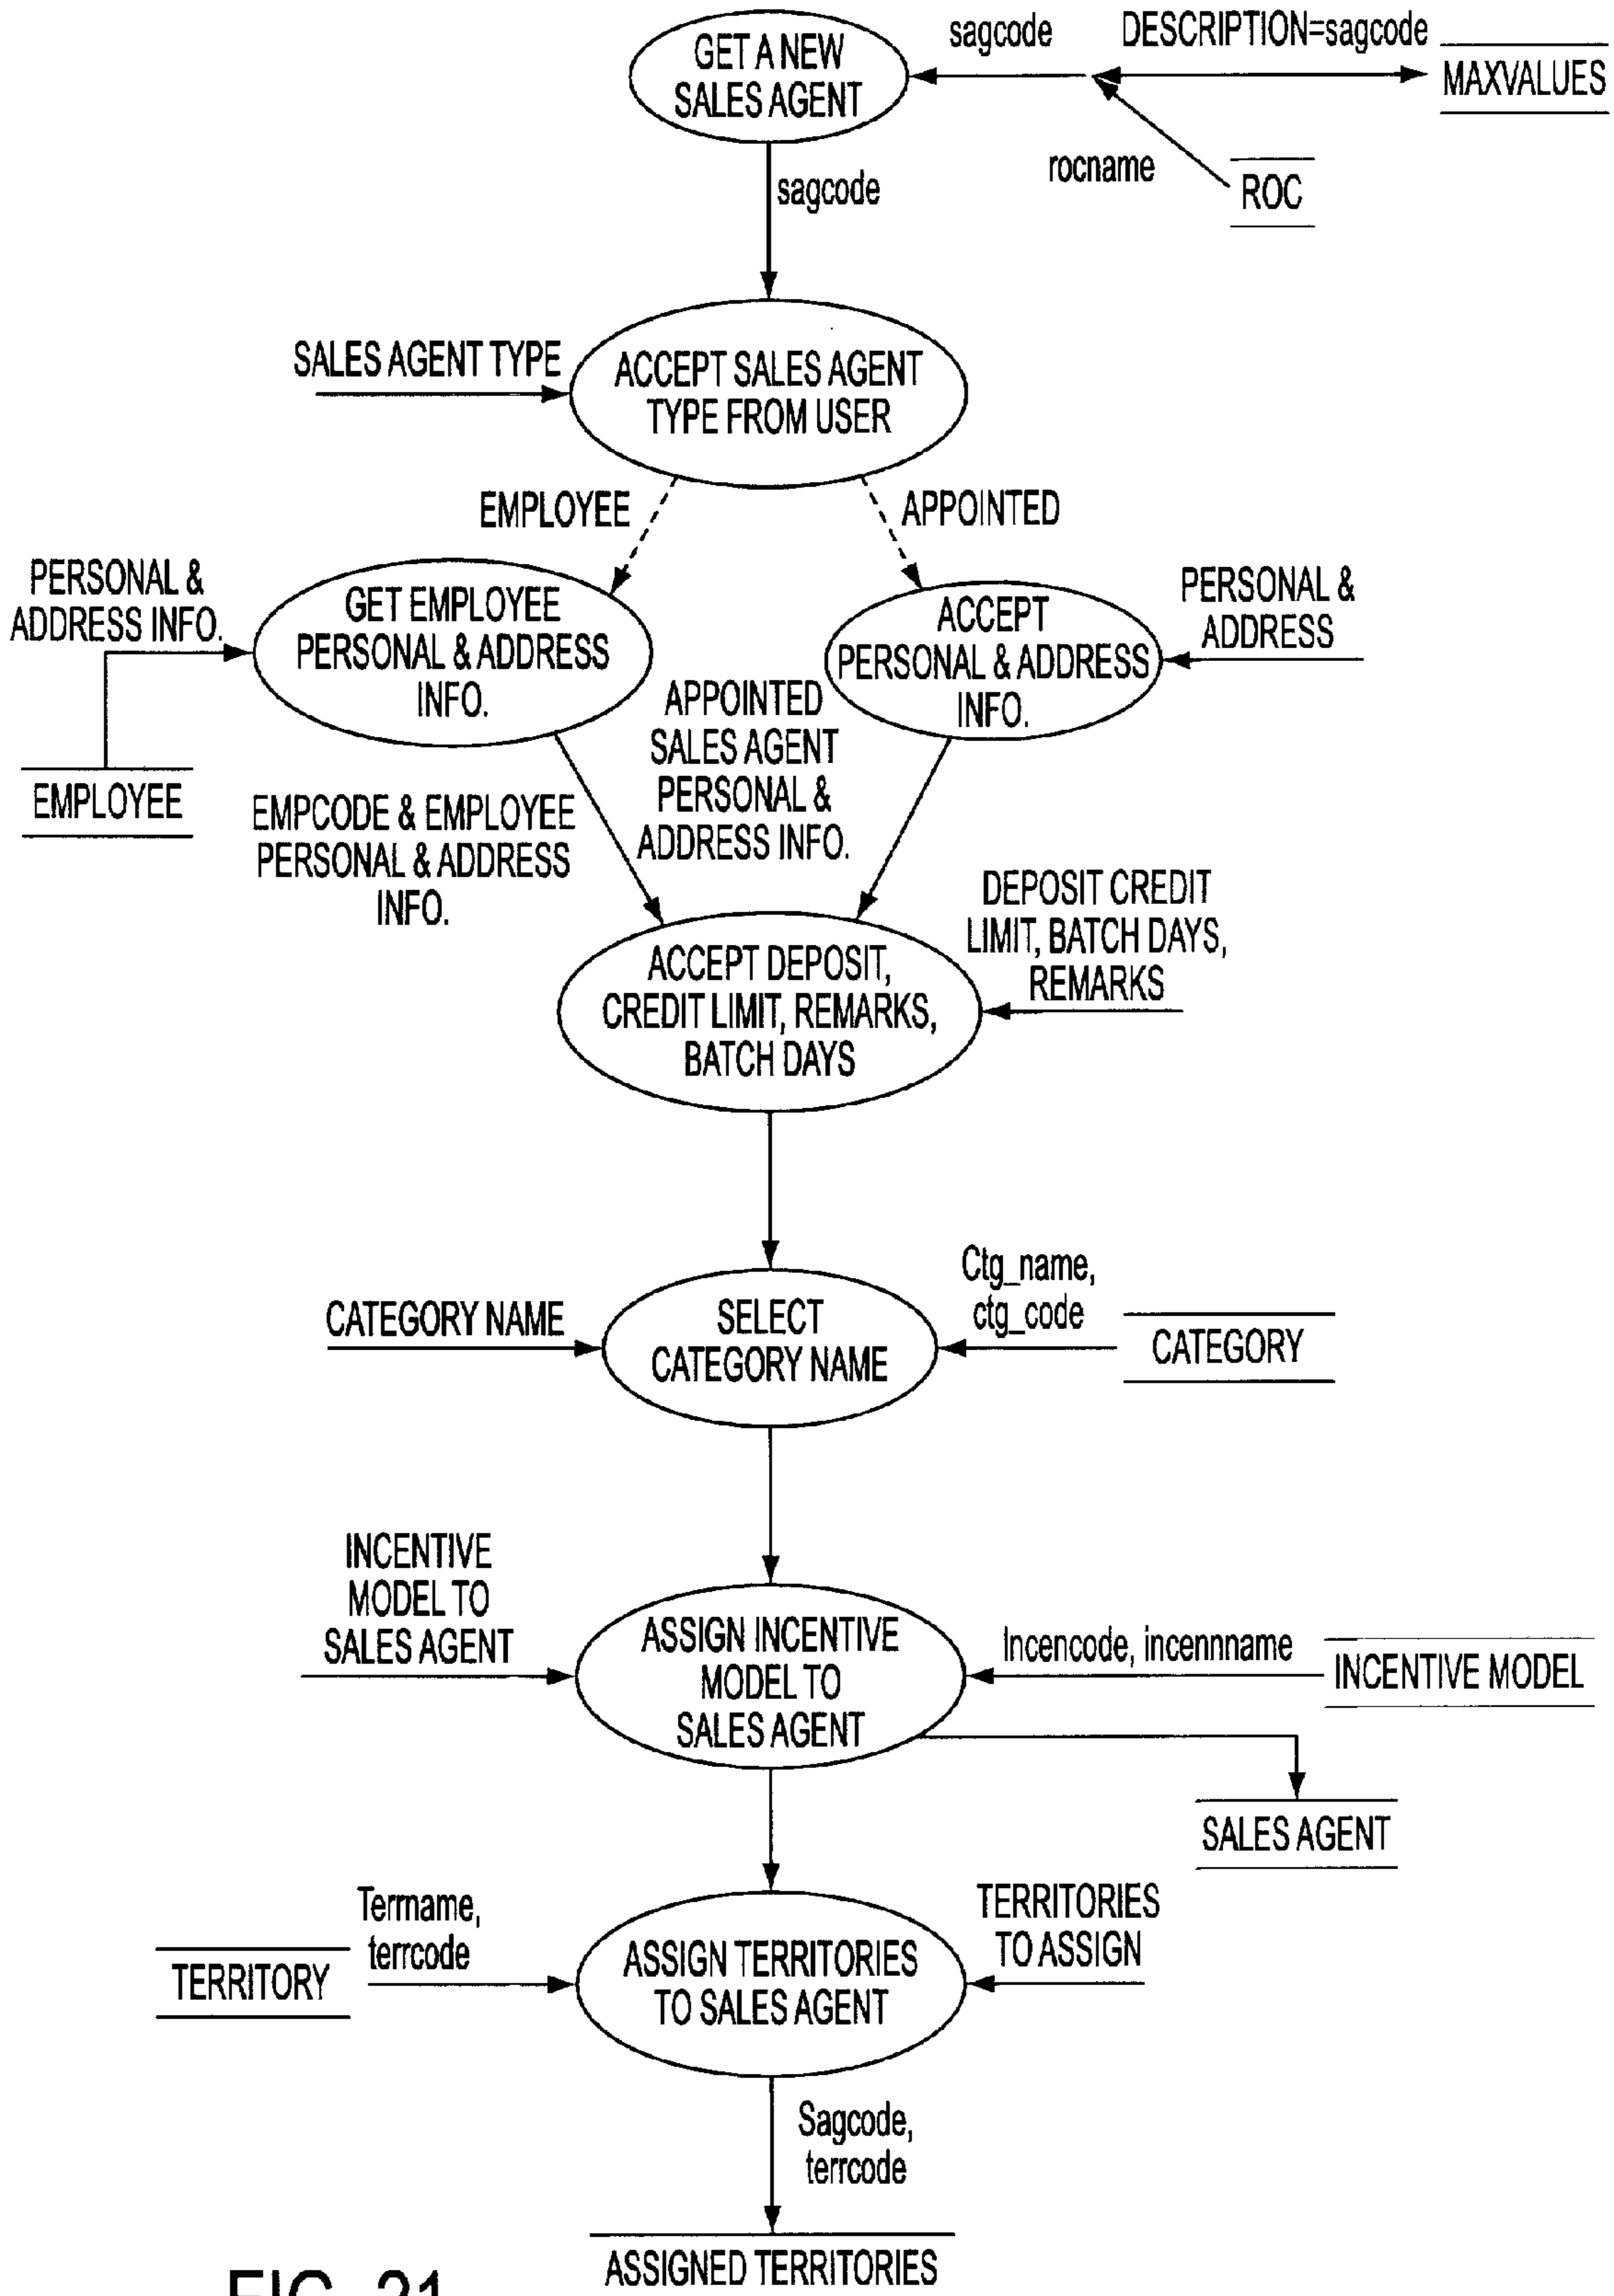 GET A NEW
SALES AGENT
sagcode
DESCRIPTION=sagcode
MAXVALUES
rocname
ROC
sagcode
SALES AGENT TYPE
ACCEPT SALES AGENT
TYPE FROM USER
EMPLOYEE
APPOINTED
PERSONAL &
ADDRESS INFO.
GET EMPLOYEE
PERSONAL & ADDRESS
INFO.
ACCEPT
PERSONAL & ADDRESS
INFO.
PERSONAL &
ADDRESS
EMPLOYEE
EMPCODE & EMPLOYEE
PERSONAL & ADDRESS
INFO.
APPOINTED
SALES AGENT
PERSONAL &
ADDRESS INFO.
ACCEPT DEPOSIT,
CREDIT LIMIT, REMARKS,
BATCH DAYS
DEPOSIT CREDIT
LIMIT, BATCH DAYS,
REMARKS
CATEGORY NAME
SELECT
CATEGORY NAME
Ctg_name,
ctg_code
CATEGORY
INCENTIVE
MODEL TO
SALES AGENT
ASSIGN INCENTIVE
MODEL TO
SALES AGENT
Incencode, incennname
INCENTIVE MODEL
SALES AGENT
TERRITORY
Terrname,
terrcode
ASSIGN TERRITORIES
TO SALES AGENT
TERRITORIES
TO ASSIGN
Sagcode,
terrcode
ASSIGNED TERRITORIES
FIG. 21